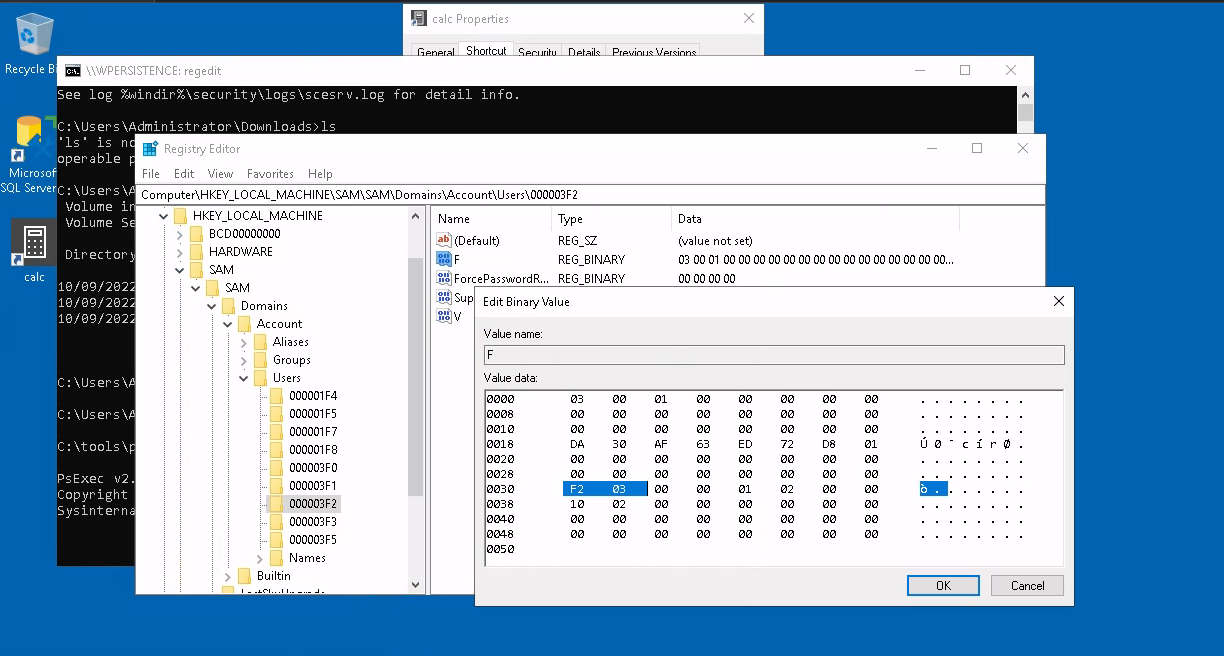 calc Properties
General Shortcut Security Details Previous Versions
Recycle
\\WPERSISTENCE: regedit
See log %windir%\security\logs\scesrv.log for detail info.
C:\Users\Administrator\Downloads>ls
'ls' is no
operable p
Microsof
SQL Server
calc
C:\Users\A
Volume in
Volume Se
Directory
10/09/2022
10/09/2022
10/09/2022
C:\Users\A
C:\Users\A
C:\tools\p
PsExec v2.
Copyright
Sysinterna
Registry Editor
File Edit View Favorites Help
Computer\HKEY_LOCAL_MACHINE\SAM\SAM\Domains\Account\Users\000003F2
HKEY_LOCAL_MACHINE
BCD00000000
HARDWARE
SAM
SAM
Domains
Account
Aliases
Groups
Users
000001F4
000001F5
000001F7
000001F8
000003F0
000003F1
000003F2
000003F3
000003F5
Names
Builtin
Name Type Data
(Default) REG_SZ (value not set)
F REG_BINARY 03 00 01 00 00 00 00 00 00 00 00 00 00 00 00 00 00 00...
ForcePasswordR... REG_BINARY 00 00 00 00
Sup
V
Edit Binary Value
Value name:
F
Value data:
0000 03 00 01 00 00 00 00 00 . . . . . . . .
0008 00 00 00 00 00 00 00 00 . . . . . . . .
0010 00 00 00 00 00 00 00 00 . . . . . . . .
0018 DA 30 AF 63 ED 72 D8 01 Ú 0 ¯ c í r Ø .
0020 00 00 00 00 00 00 00 00 . . . . . . . .
0028 00 00 00 00 00 00 00 00 . . . . . . . .
0030 F2 03 00 00 01 02 00 00 ò . . . . . . .
0038 10 02 00 00 00 00 00 00 . . . . . . . .
0040 00 00 00 00 00 00 00 00 . . . . . . . .
0048 00 00 00 00 00 00 00 00 . . . . . . . .
0050
OK Cancel